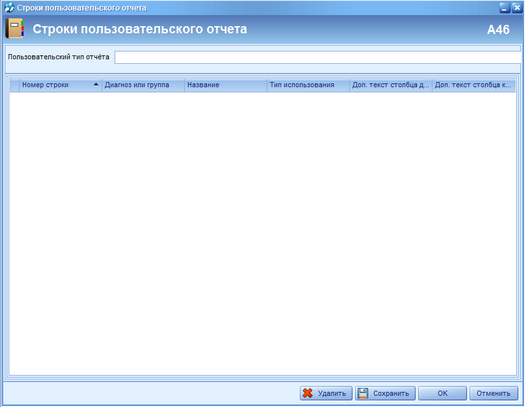 Строки пользовательского отчета
Строки пользовательского отчета A46
Пользовательский тип отчёта
Номер строки Диагноз или группа Название Тип использования Доп. текст столбца д... Доп. текст столбца к...
Удалить Сохранить OK Отменить